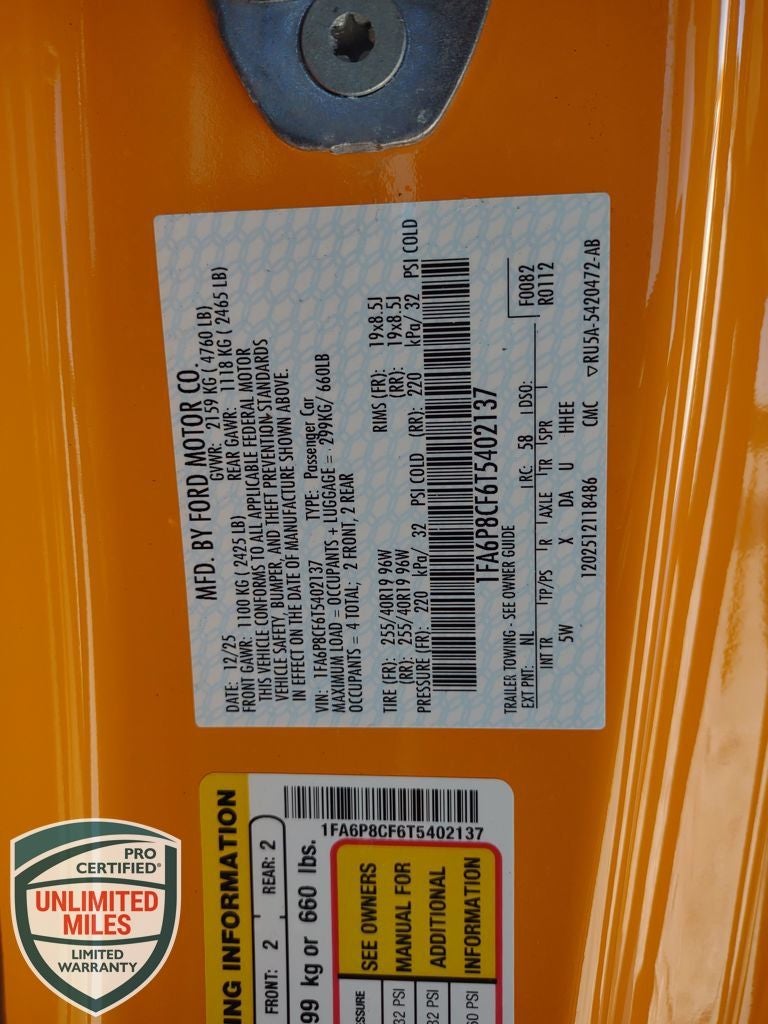 MFD. BY FORD MOTOR CO.
DATE: 12/25 GVWR: 2159 KG ( 4760 LB)
FRONT GAWR: 1100 KG ( 2425 LB) REAR GAWR: 1118 KG ( 2465 LB)
THIS VEHICLE CONFORMS TO ALL APPLICABLE FEDERAL MOTOR
VEHICLE SAFETY, BUMPER, AND THEFT PREVENTION STANDARDS
IN EFFECT ON THE DATE OF MANUFACTURE SHOWN ABOVE.
VIN: 1FA6P8CF6T5402137 TYPE: Passenger Car
MAXIMUM LOAD = OCCUPANTS + LUGGAGE = 299KG/ 660LB
OCCUPANTS = 4 TOTAL; 2 FRONT, 2 REAR
TIRE (FR): 255/40R19 96W RIMS (FR): 19x8.5J
(RR): 255/40R19 96W (RR): 19x8.5J
PRESSURE (FR): 220 kPa/ 32 PSI COLD (RR): 220 kPa/ 32 PSI COLD
1FA6P8CF6T5402137
TRAILER TOWING - SEE OWNER GUIDE
EXT PNT: NL RC: 58 DSO: F0082
R0112
INT TR TP/PS R AXLE TR SPR
5W X DA U HHEE
1202512118486 CMC ▽RU5A-5420472-AB
1FA6P8CF6T5402137
ING INFORMATION
FRONT: 2 REAR: 2
99 kg or 660 lbs.
SEE OWNERS
MANUAL FOR
ADDITIONAL
INFORMATION
32 PSI
32 PSI
60 PSI
PRO
CERTIFIED®
UNLIMITED
MILES
LIMITED
WARRANTY